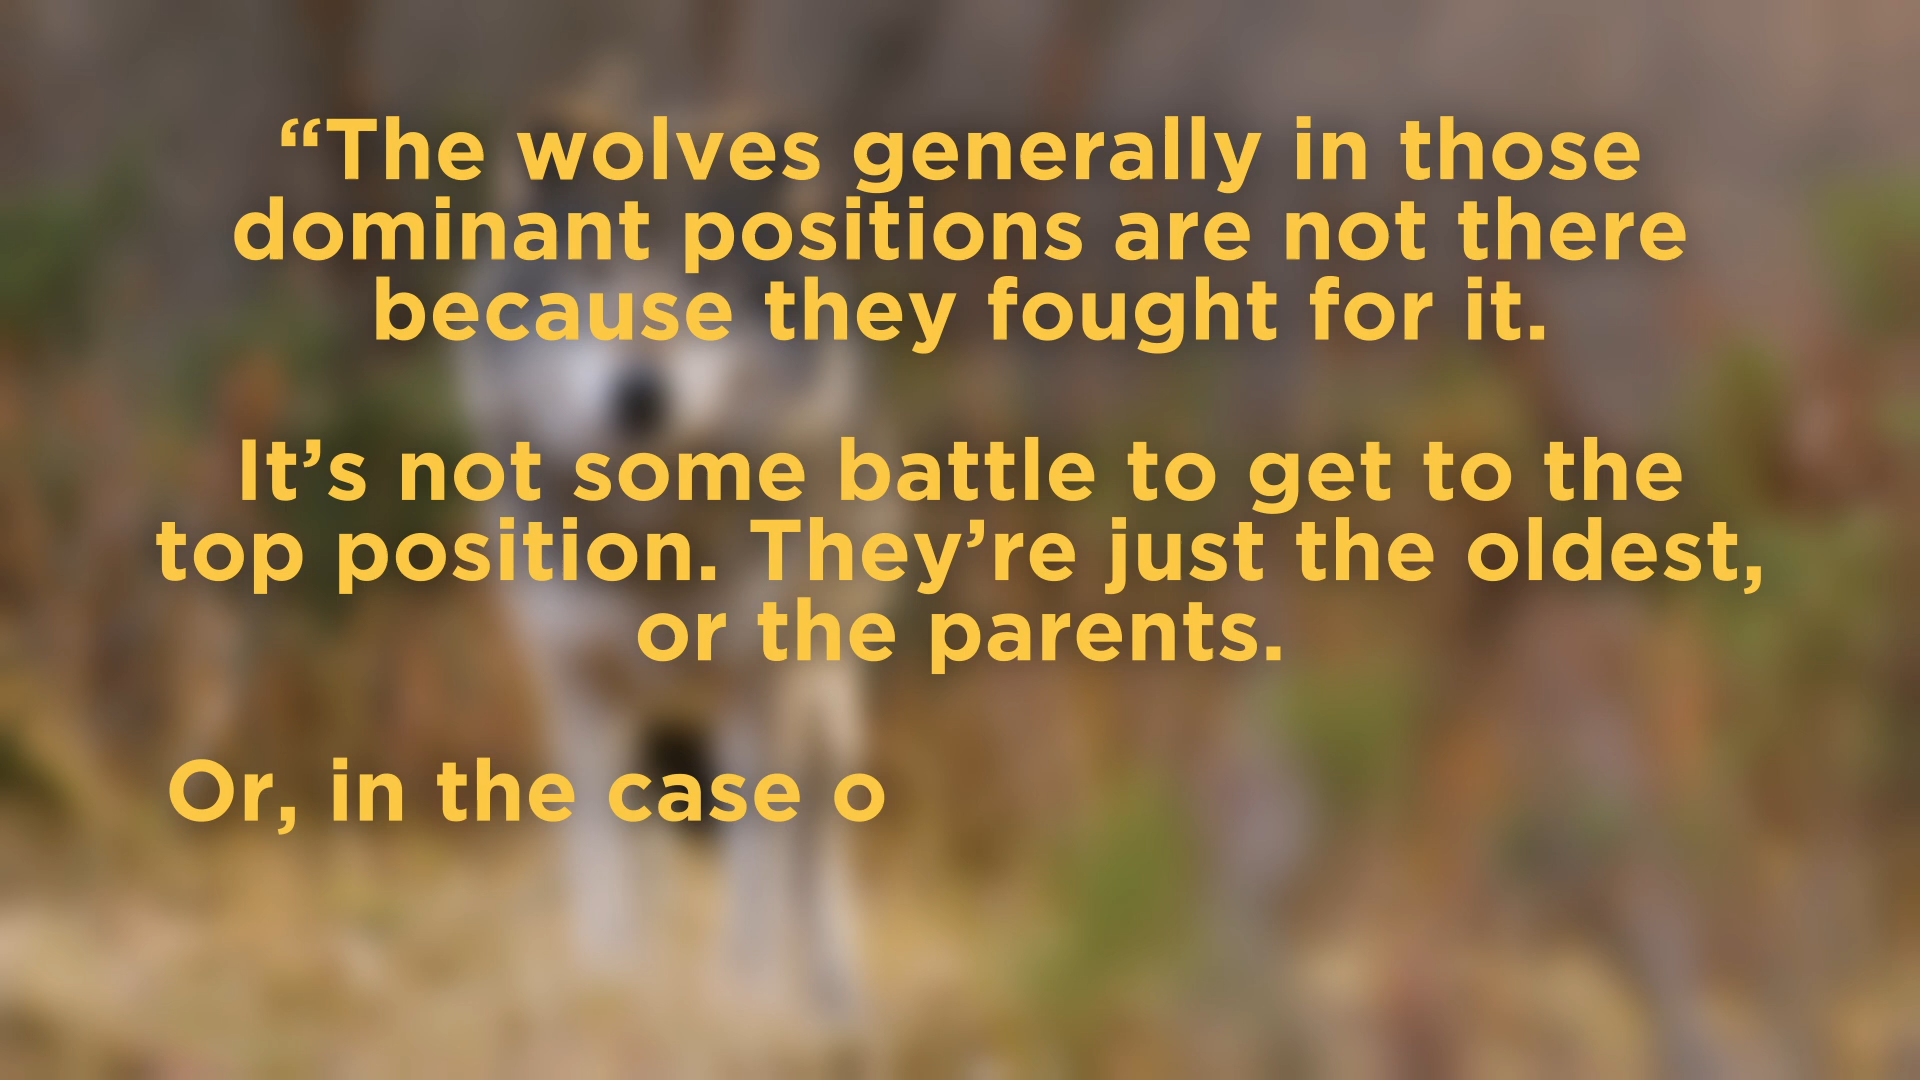 “The wolves generally in those
dominant positions are not there
because they fought for it.
It’s not some battle to get to the
top position. They’re just the oldest,
or the parents.
Or, in the case o